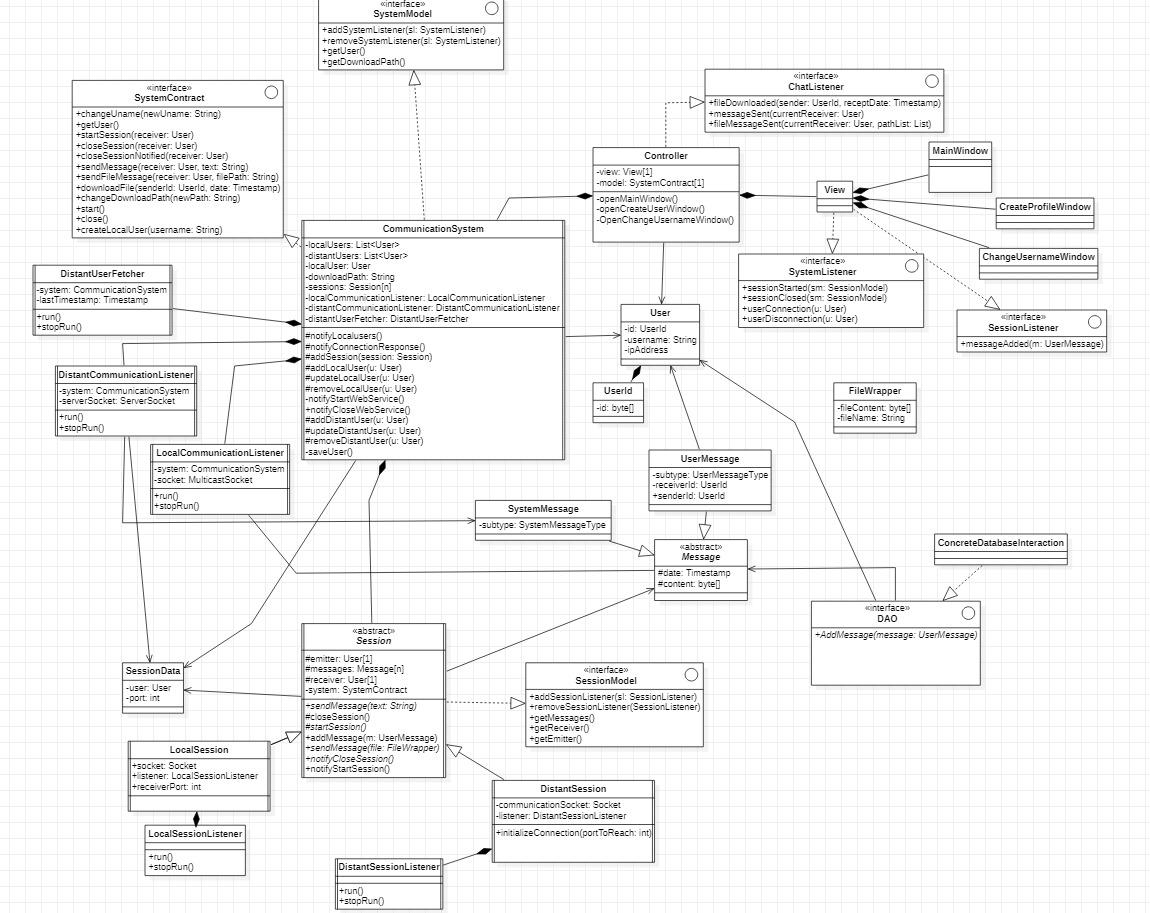 «interface»
SystemModel
+addSystemListener(sl: SystemListener)
+removeSystemListener(sl: SystemListener)
+getUser()
+getDownloadPath()
«interface»
SystemContract
+changeUname(newUname: String)
+getUser()
+startSession(receiver: User)
+closeSession(receiver: User)
+closeSessionNotified(receiver: User)
+sendMessage(receiver: User, text: String)
+sendFileMessage(receiver: User, filePath: String)
+downloadFile(senderId: UserId, date: Timestamp)
+changeDownloadPath(newPath: String)
+start()
+close()
+createLocalUser(username: String)
«interface»
ChatListener
+fileDownloaded(sender: UserId, receptDate: Timestamp)
+messageSent(currentReceiver: User)
+fileMessageSent(currentReceiver: User, pathList: List)
Controller
-view: View[1]
-model: SystemContract[1]
-openMainWindow()
-openCreateUserWindow()
-OpenChangeUsernameWindow()
MainWindow
View
CreateProfileWindow
ChangeUsernameWindow
«interface»
SystemListener
+sessionStarted(sm: SessionModel)
+sessionClosed(sm: SessionModel)
+userConnection(u: User)
+userDisconnection(u: User)
«interface»
SessionListener
+messageAdded(m: UserMessage)
CommunicationSystem
-localUsers: List<User>
-distantUsers: List<User>
-localUser: User
-downloadPath: String
-sessions: Session[n]
-localCommunicationListener: LocalCommunicationListener
-distantCommunicationListener: DistantCommunicationListener
-distantUserFetcher: DistantUserFetcher
#notifyLocalusers()
#notifyConnectionResponse()
#addSession(session: Session)
#addLocalUser(u: User)
#updateLocalUser(u: User)
#removeLocalUser(u: User)
-notifyStartWebService()
+notifyCloseWebService()
#addDistantUser(u: User)
#updateDistantUser(u: User)
#removeDistantUser(u: User)
-saveUser()
DistantUserFetcher
-system: CommunicationSystem
-lastTimestamp: Timestamp
+run()
+stopRun()
DistantCommunicationListener
-system: CommunicationSystem
-serverSocket: ServerSocket
+run()
+stopRun()
LocalCommunicationListener
-system: CommunicationSystem
-socket: MulticastSocket
+run()
+stopRun()
User
-id: UserId
-username: String
-ipAddress
UserId
-id: byte[]
FileWrapper
-fileContent: byte[]
-fileName: String
UserMessage
-subtype: UserMessageType
-receiverId: UserId
+senderId: UserId
SystemMessage
-subtype: SystemMessageType
«abstract»
Message
#date: Timestamp
#content: byte[]
ConcreteDatabaseInteraction
«interface»
DAO
+AddMessage(message: UserMessage)
SessionData
-user: User
-port: int
«abstract»
Session
#emitter: User[1]
#messages: Message[n]
#receiver: User[1]
-system: SystemContract
+sendMessage(text: String)
#closeSession()
#startSession()
+addMessage(m: UserMessage)
+sendMessage(file: FileWrapper)
+notifyCloseSession()
+notifyStartSession()
«interface»
SessionModel
+addSessionListener(sl: SessionListener)
+removeSessionListener(SessionListener)
+getMessages()
+getReceiver()
+getEmitter()
LocalSession
+socket: Socket
+listener: LocalSessionListener
+receiverPort: int
LocalSessionListener
+run()
+stopRun()
DistantSession
-communicationSocket: Socket
-listener: DistantSessionListener
+initializeConnection(portToReach: int)
DistantSessionListener
+run()
+stopRun()